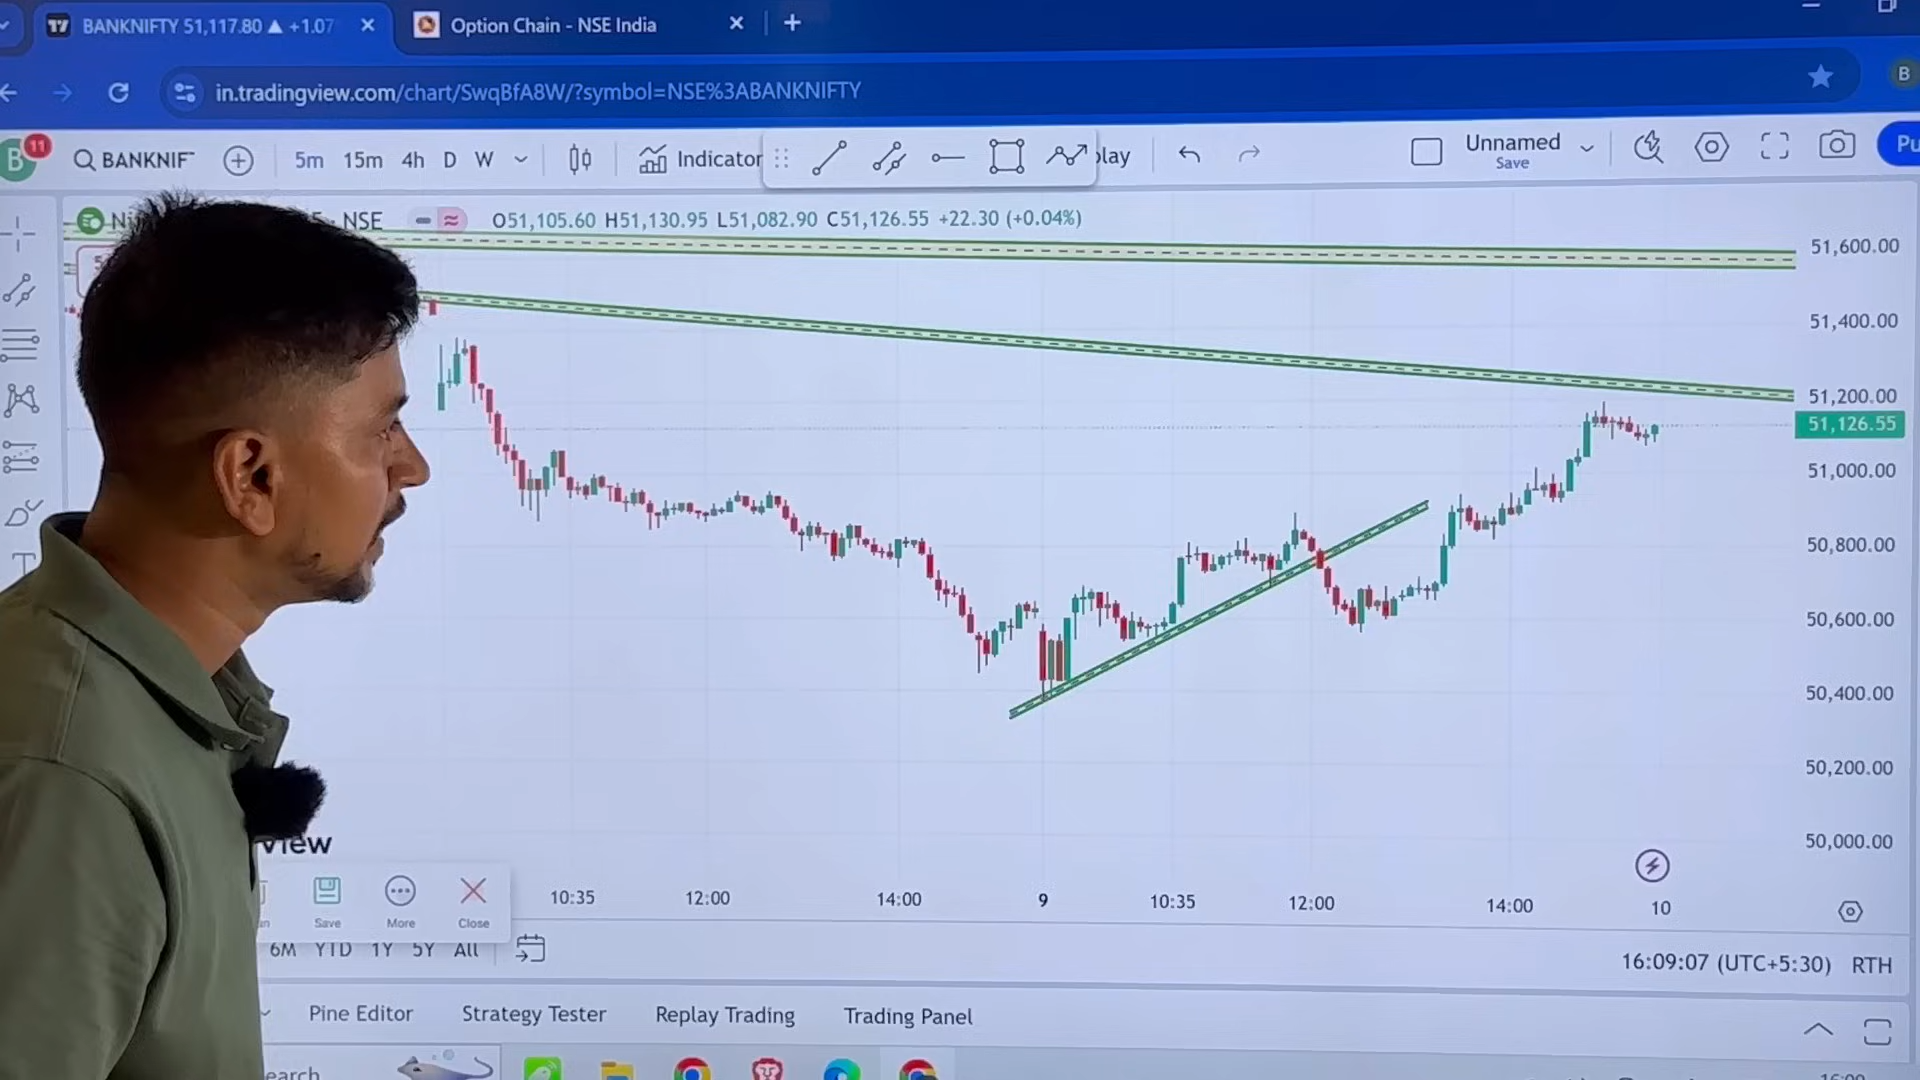 BANKNIFTY 51,117.80 ▲ +1.07
Option Chain - NSE India
in.tradingview.com/chart/SwqBfA8W/?symbol=NSE%3ABANKNIFTY
B
B
11
BANKNIF
5m 15m 4h D W
Indicator
play
Unnamed
Save
Pu
NSE
O51,105.60 H51,130.95 L51,082.90 C51,126.55 +22.30 (+0.04%)
51,600.00
51,400.00
51,200.00
51,126.55
51,000.00
50,800.00
50,600.00
50,400.00
50,200.00
50,000.00
View
10:35 12:00 14:00 9 10:35 12:00 14:00 10
Save More Close
6M YTD 1Y 5Y All
16:09:07 (UTC+5:30) RTH
Pine Editor Strategy Tester Replay Trading Trading Panel
earch